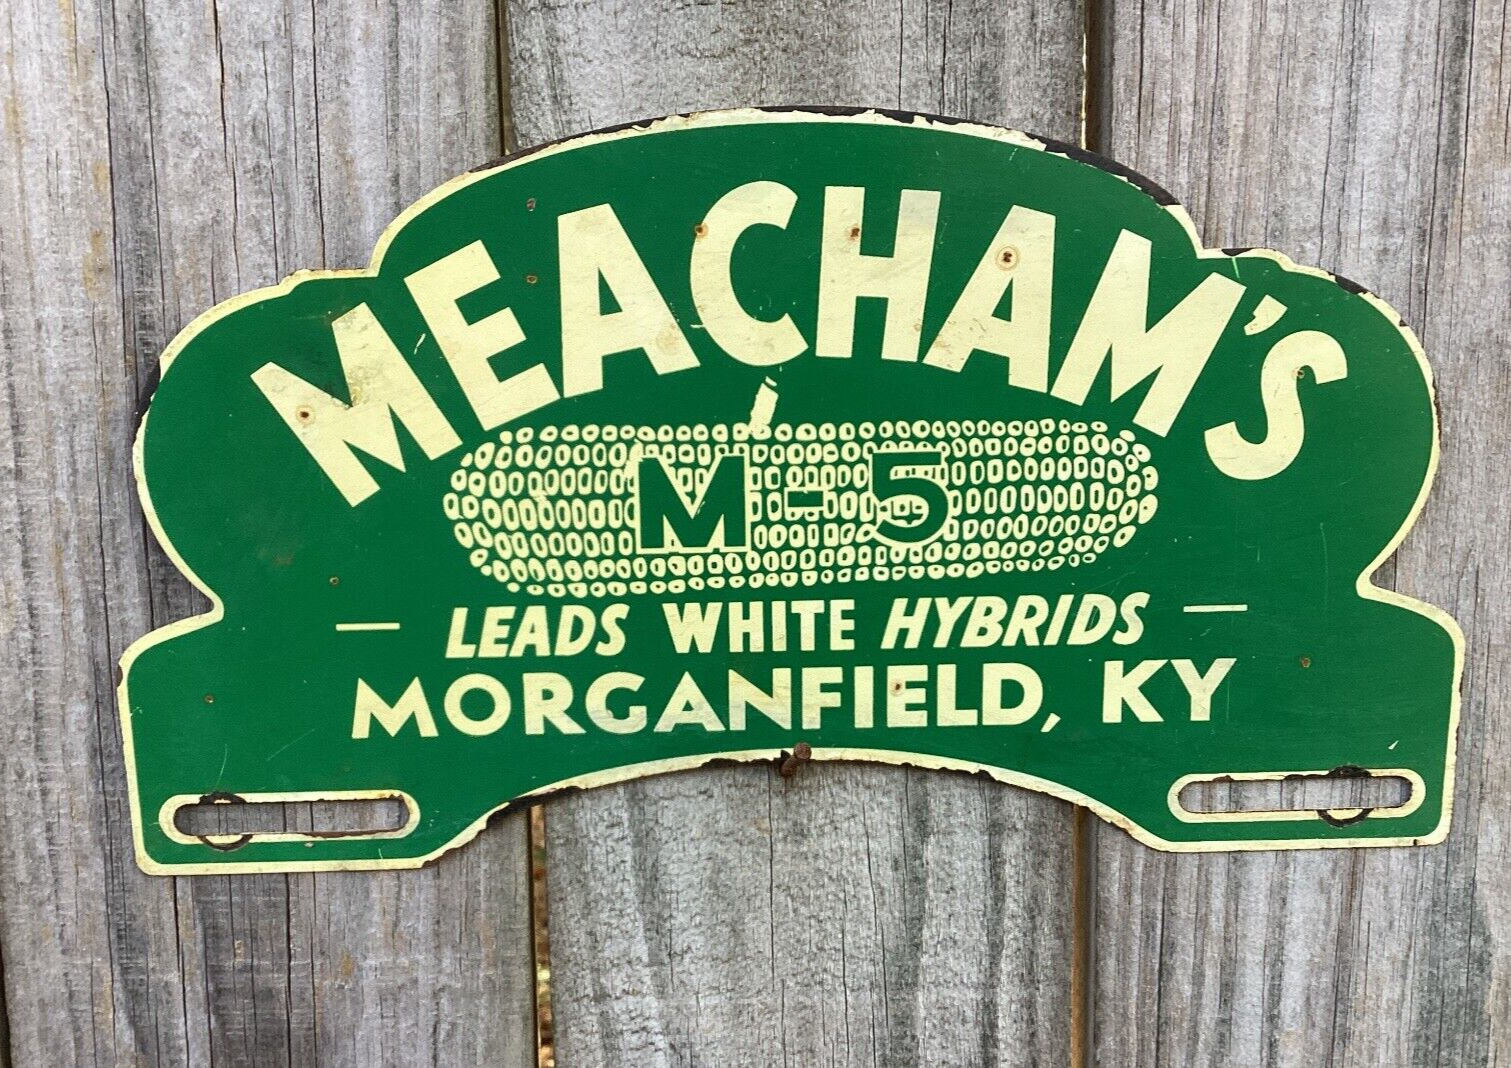 MEACHAM'S
M-5
— LEADS WHITE HYBRIDS —
MORGANFIELD, KY